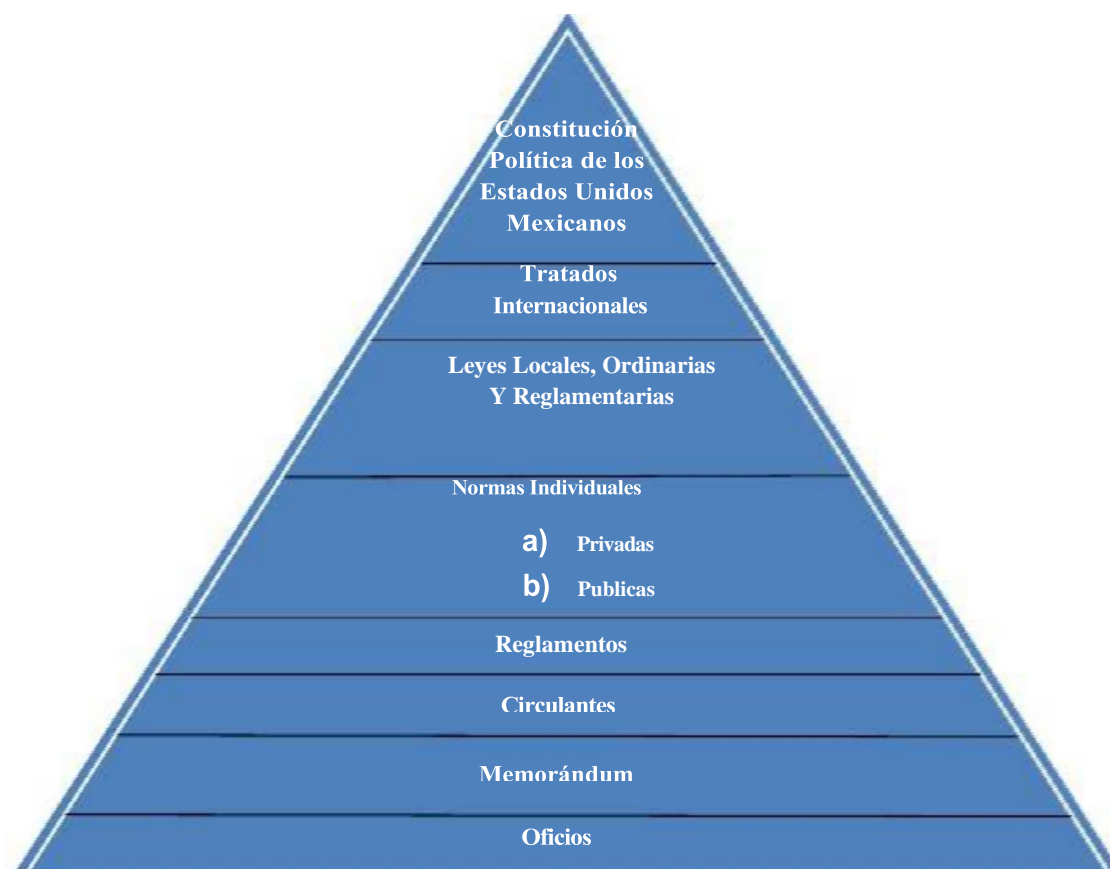 Constitución
Política de los
Estados Unidos
Mexicanos
Tratados
Internacionales
Leyes Locales, Ordinarias
Y Reglamentarias
Normas Individuales
a) Privadas
b) Publicas
Reglamentos
Circulantes
Memorándum
Oficios